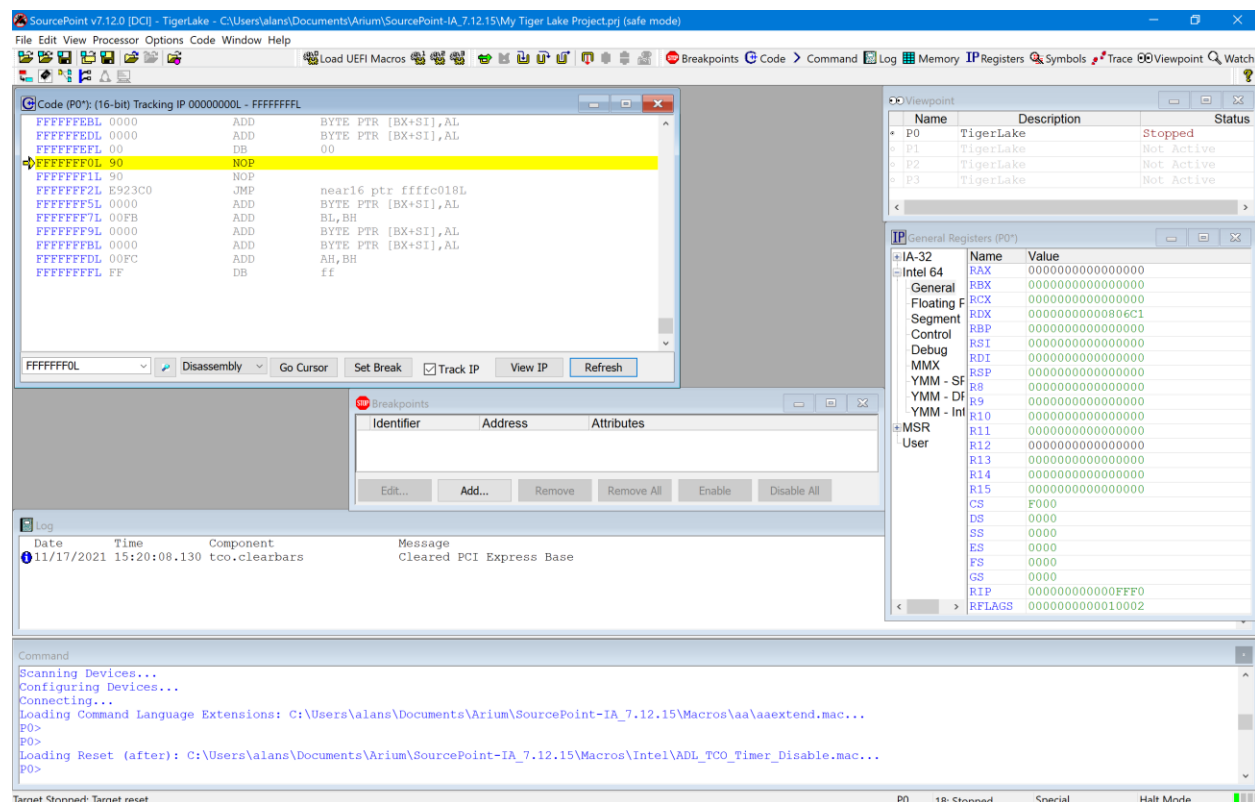 SourcePoint v7.12.0 [DCI] - TigerLake - C:\Users\alans\Documents\Arium\SourcePoint-IA_7.12.15\My Tiger Lake Project.prj (safe mode)
File Edit View Processor Options Code Window Help
Load UEFI Macros Breakpoints Code Command Log Memory IP Registers Symbols Trace Viewpoint Watch
Code (P0*): (16-bit) Tracking IP 00000000L - FFFFFFFFL
FFFFFFEBL 0000 ADD BYTE PTR [BX+SI],AL
FFFFFFEDL 0000 ADD BYTE PTR [BX+SI],AL
FFFFFFEFL 00 DB 00
FFFFFFF0L 90 NOP
FFFFFFF1L 90 NOP
FFFFFFF2L E923C0 JMP near16 ptr ffffc018L
FFFFFFF5L 0000 ADD BYTE PTR [BX+SI],AL
FFFFFFF7L 00FB ADD BL,BH
FFFFFFF9L 0000 ADD BYTE PTR [BX+SI],AL
FFFFFFFBL 0000 ADD BYTE PTR [BX+SI],AL
FFFFFFFDL 00FC ADD AH,BH
FFFFFFFFL FF DB ff
FFFFFFF0L Disassembly Go Cursor Set Break Track IP View IP Refresh
Viewpoint
Name Description Status
P0 TigerLake Stopped
P1 TigerLake Not Active
P2 TigerLake Not Active
P3 TigerLake Not Active
IP General Registers (P0*)
IA-32
Intel 64
General
Floating P
Segment
Control
Debug
MMX
YMM - SF
YMM - DF
YMM - Int
MSR
User
Name Value
RAX 0000000000000000
RBX 0000000000000000
RCX 0000000000000000
RDX 00000000000806C1
RBP 0000000000000000
RSI 0000000000000000
RDI 0000000000000000
RSP 0000000000000000
R8 0000000000000000
R9 0000000000000000
R10 0000000000000000
R11 0000000000000000
R12 0000000000000000
R13 0000000000000000
R14 0000000000000000
R15 0000000000000000
CS F000
DS 0000
SS 0000
ES 0000
FS 0000
GS 0000
RIP 000000000000FFF0
RFLAGS 0000000000010002
STOP Breakpoints
Identifier Address Attributes
Edit... Add... Remove Remove All Enable Disable All
Log
Date Time Component Message
11/17/2021 15:20:08.130 tco.clearbars Cleared PCI Express Base
Command
Scanning Devices...
Configuring Devices...
Connecting...
Loading Command Language Extensions: C:\Users\alans\Documents\Arium\SourcePoint-IA_7.12.15\Macros\aa\aaextend.mac...
P0>
P0>
Loading Reset (after): C:\Users\alans\Documents\Arium\SourcePoint-IA_7.12.15\Macros\Intel\ADL_TCO_Timer_Disable.mac...
P0>
Target Stopped: Target reset P0 18: Stopped Special Halt Mode